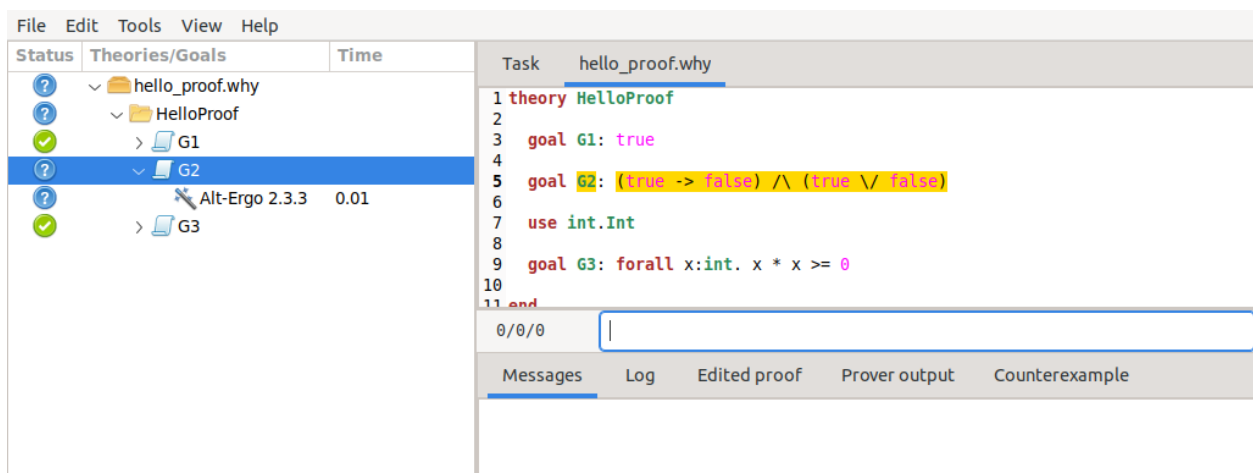 File Edit Tools View Help
Status Theories/Goals Time
hello_proof.why
HelloProof
G1
G2
Alt-Ergo 2.3.3 0.01
G3
Task hello_proof.why
1 theory HelloProof
2
3 goal G1: true
4
5 goal G2: (true -> false) /\ (true \/ false)
6
7 use int.Int
8
9 goal G3: forall x:int. x * x >= 0
10
11 end
0/0/0
Messages Log Edited proof Prover output Counterexample